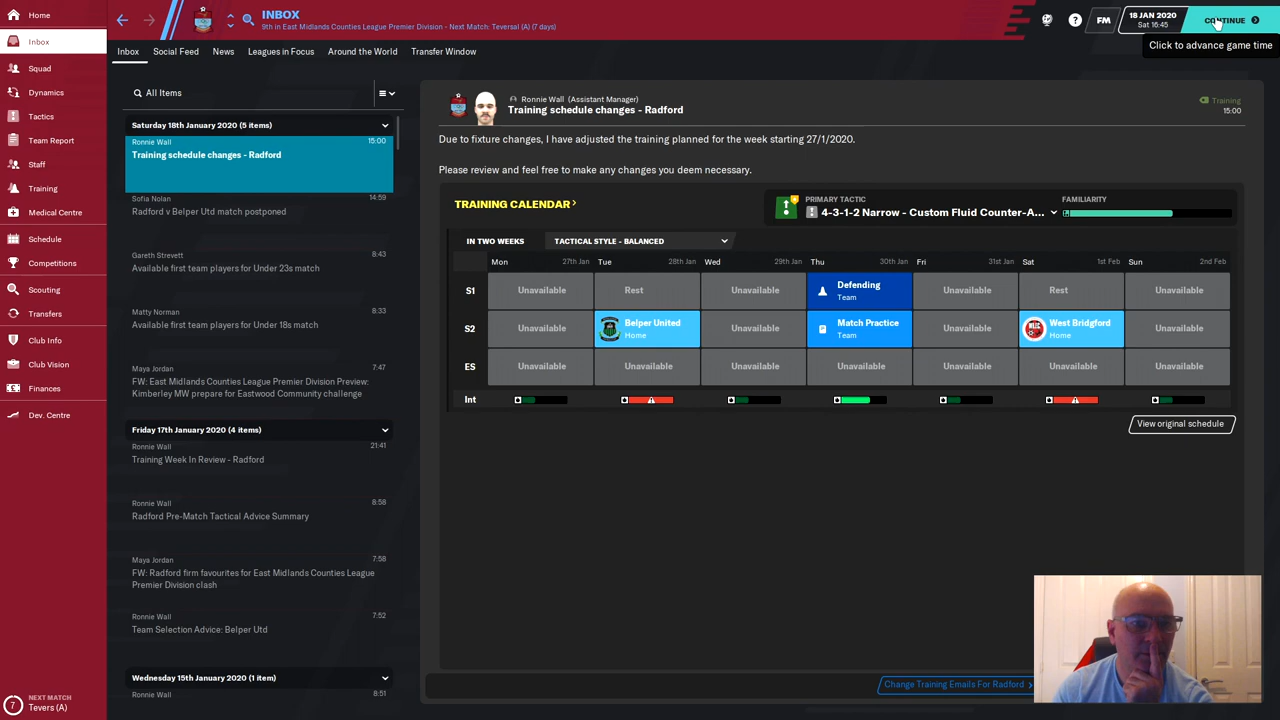 Home
Inbox
Squad
Dynamics
Tactics
Team Report
Staff
Training
Medical Centre
Schedule
Competitions
Scouting
Transfers
Club Info
Club Vision
Finances
Dev. Centre
NEXT MATCH
7
Tevers (A)
INBOX
9th in East Midlands Counties League Premier Division - Next Match: Teversal (A) (7 days)
FM
18 JAN 2020
Sat 16:45
CONTINUE
Click to advance game time
Inbox
Social Feed
News
Leagues in Focus
Around the World
Transfer Window
All Items
Saturday 18th January 2020 (5 items)
Ronnie Wall 15:00
Training schedule changes - Radford
Sofia Nolan 14:59
Radford v Belper Utd match postponed
Gareth Strevett 8:43
Available first team players for Under 23s match
Matty Norman 8:33
Available first team players for Under 18s match
Maya Jordan 7:47
FW: East Midlands Counties League Premier Division Preview:
Kimberley MW prepare for Eastwood Community challenge
Friday 17th January 2020 (4 items)
Ronnie Wall 21:41
Training Week In Review - Radford
Ronnie Wall 8:58
Radford Pre-Match Tactical Advice Summary
Maya Jordan 7:58
FW: Radford firm favourites for East Midlands Counties League
Premier Division clash
Ronnie Wall 7:52
Team Selection Advice: Belper Utd
Wednesday 15th January 2020 (1 item)
Ronnie Wall 8:51
Ronnie Wall (Assistant Manager)
Training schedule changes - Radford
Training
15:00
Due to fixture changes, I have adjusted the training planned for the week starting 27/1/2020.
Please review and feel free to make any changes you deem necessary.
TRAINING CALENDAR
PRIMARY TACTIC
4-3-1-2 Narrow - Custom Fluid Counter-A...
FAMILIARITY
IN TWO WEEKS
TACTICAL STYLE - BALANCED
Mon 27th Jan Tue 28th Jan Wed 29th Jan Thu 30th Jan Fri 31st Jan Sat 1st Feb Sun 2nd Feb
S1 Unavailable Rest Unavailable Defending Team Unavailable Rest Unavailable
S2 Unavailable Belper United Home Unavailable Match Practice Team Unavailable West Bridgford Home Unavailable
ES Unavailable Unavailable Unavailable Unavailable Unavailable Unavailable Unavailable
Int
View original schedule
Change Training Emails For Radford